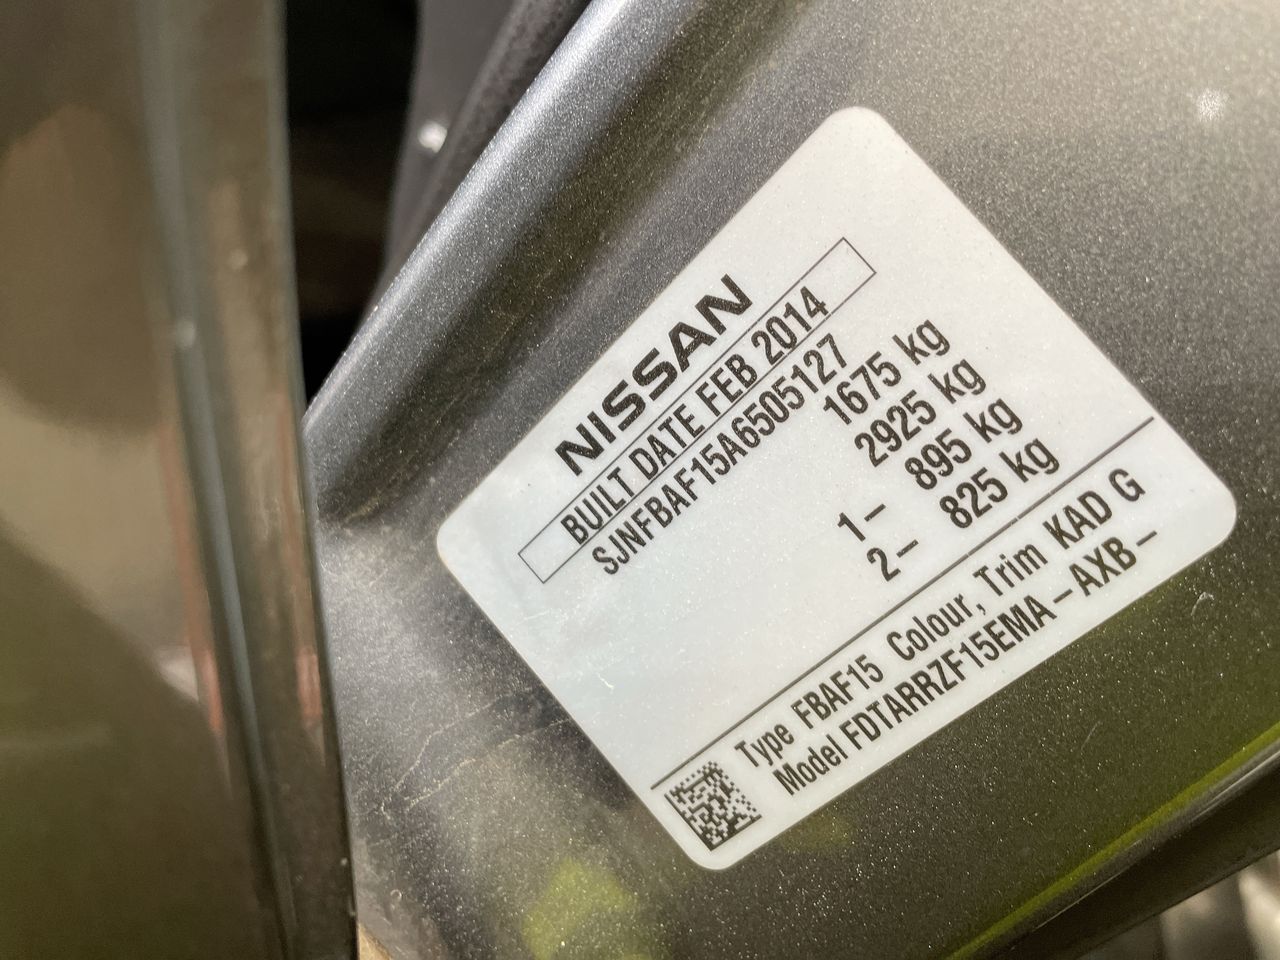 NISSAN
BUILT DATE FEB 2014
SJNFBAF15A6505127
1675 kg
2925 kg
1- 895 kg
2- 825 kg
Type FBAF15 Colour, Trim KAD G
Model FDTARRZF15EMA-AXB-